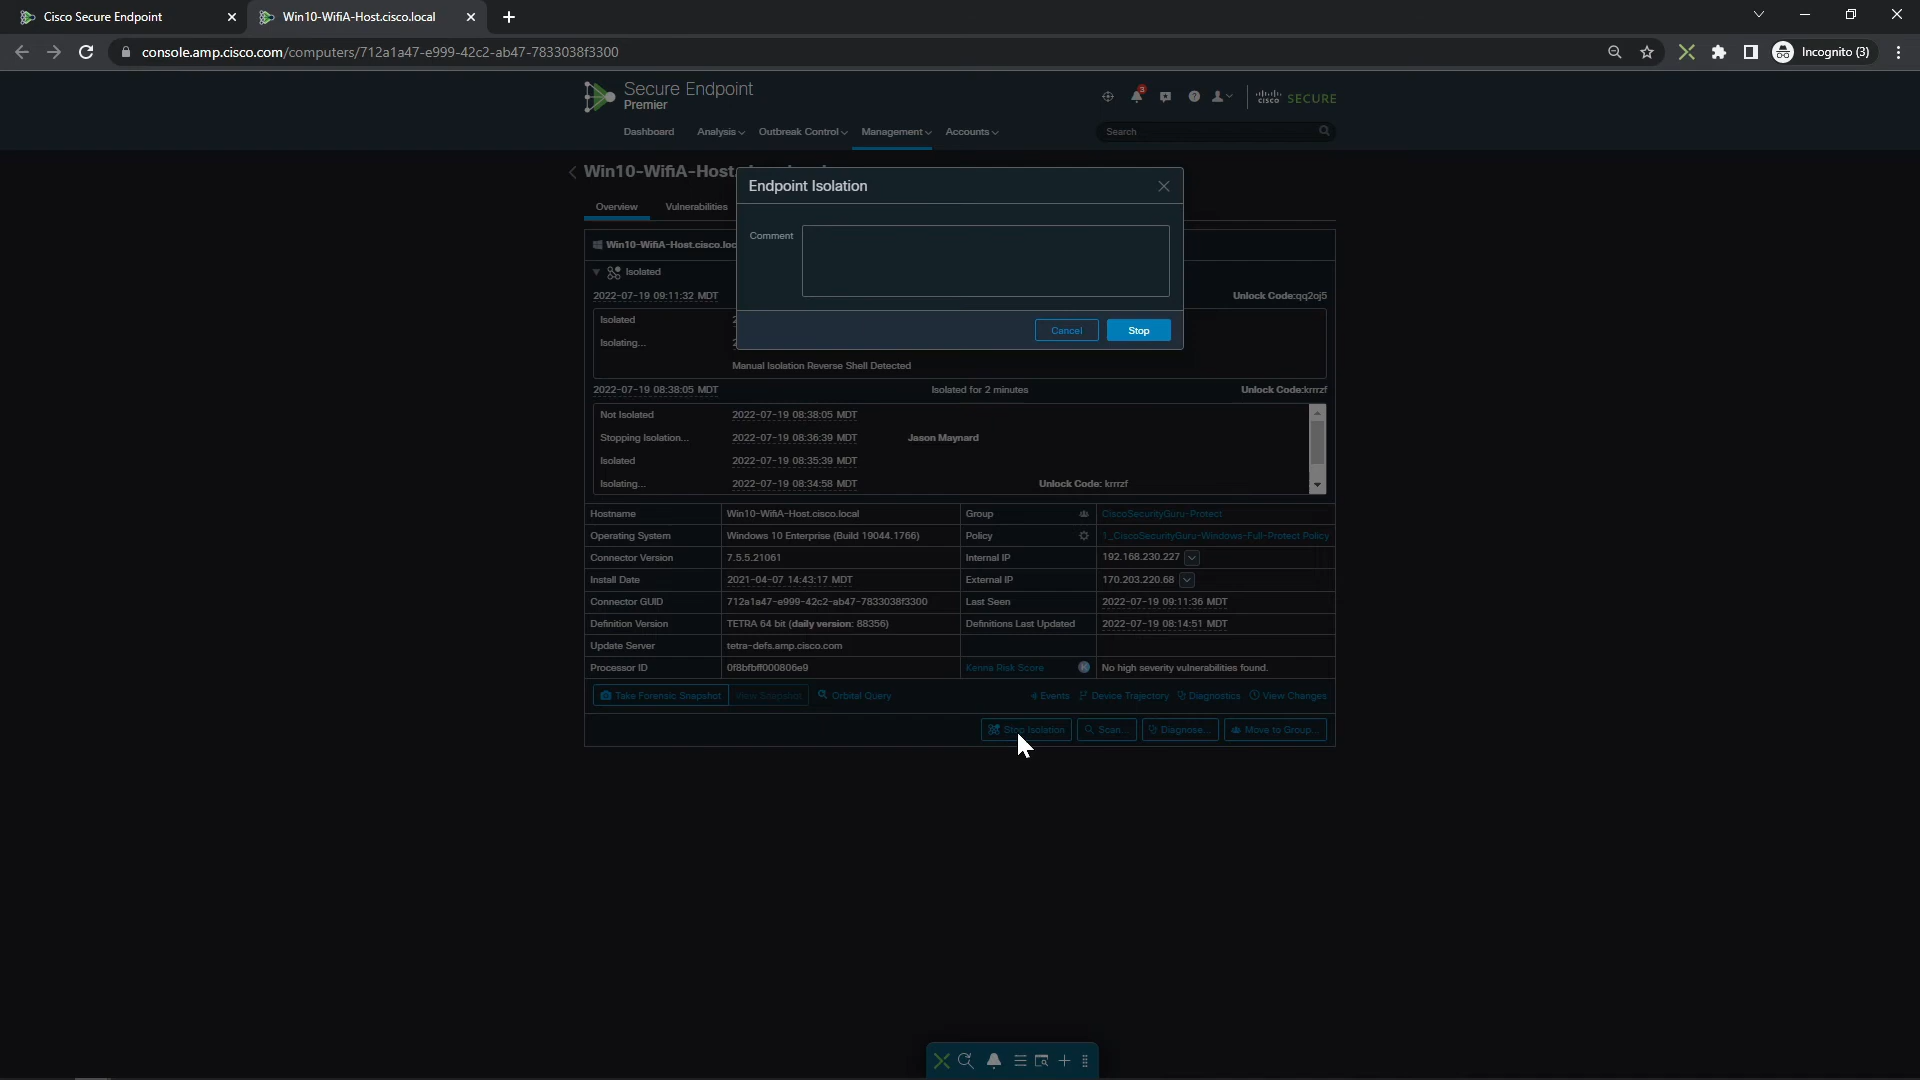 Cisco Secure Endpoint
Win10-WifiA-Host.cisco.local
console.amp.cisco.com/computers/712a1a47-e999-42c2-ab47-7833038f3300
Incognito (3)
Secure Endpoint
Premier
3
cisco SECURE
Dashboard Analysis Outbreak Control Management Accounts
Search
Win10-WifiA-Host.
Endpoint Isolation
Overview Vulnerabilities
Comment
Win10-WifiA-Host.cisco.loc
Isolated
2022-07-19 09:11:32 MDT Unlock Code:qq2oj5
Isolated
Isolating...
Cancel Stop
Manual Isolation Reverse Shell Detected
2022-07-19 08:38:05 MDT Isolated for 2 minutes Unlock Code:krrrzf
Not Isolated 2022-07-19 08:38:05 MDT
Stopping Isolation... 2022-07-19 08:36:39 MDT Jason Maynard
Isolated 2022-07-19 08:35:39 MDT
Isolating... 2022-07-19 08:34:58 MDT Unlock Code: krrrzf
Hostname Win10-WifiA-Host.cisco.local Group CiscoSecurityGuru-Protect
Operating System Windows 10 Enterprise (Build 19044.1766) Policy 1_CiscoSecurityGuru-Windows-Full-Protect Policy
Connector Version 7.5.5.21061 Internal IP 192.168.230.227
Install Date 2021-04-07 14:43:17 MDT External IP 170.203.220.68
Connector GUID 712a1a47-e999-42c2-ab47-7833038f3300 Last Seen 2022-07-19 09:11:36 MDT
Definition Version TETRA 64 bit (daily version: 88356) Definitions Last Updated 2022-07-19 08:14:51 MDT
Update Server tetra-defs.amp.cisco.com
Processor ID 0f8bfbff000806e9 Kenna Risk Score No high severity vulnerabilities found.
Take Forensic Snapshot View Snapshot Orbital Query Events Device Trajectory Diagnostics View Changes
Stop Isolation Scan... Diagnose... Move to Group...